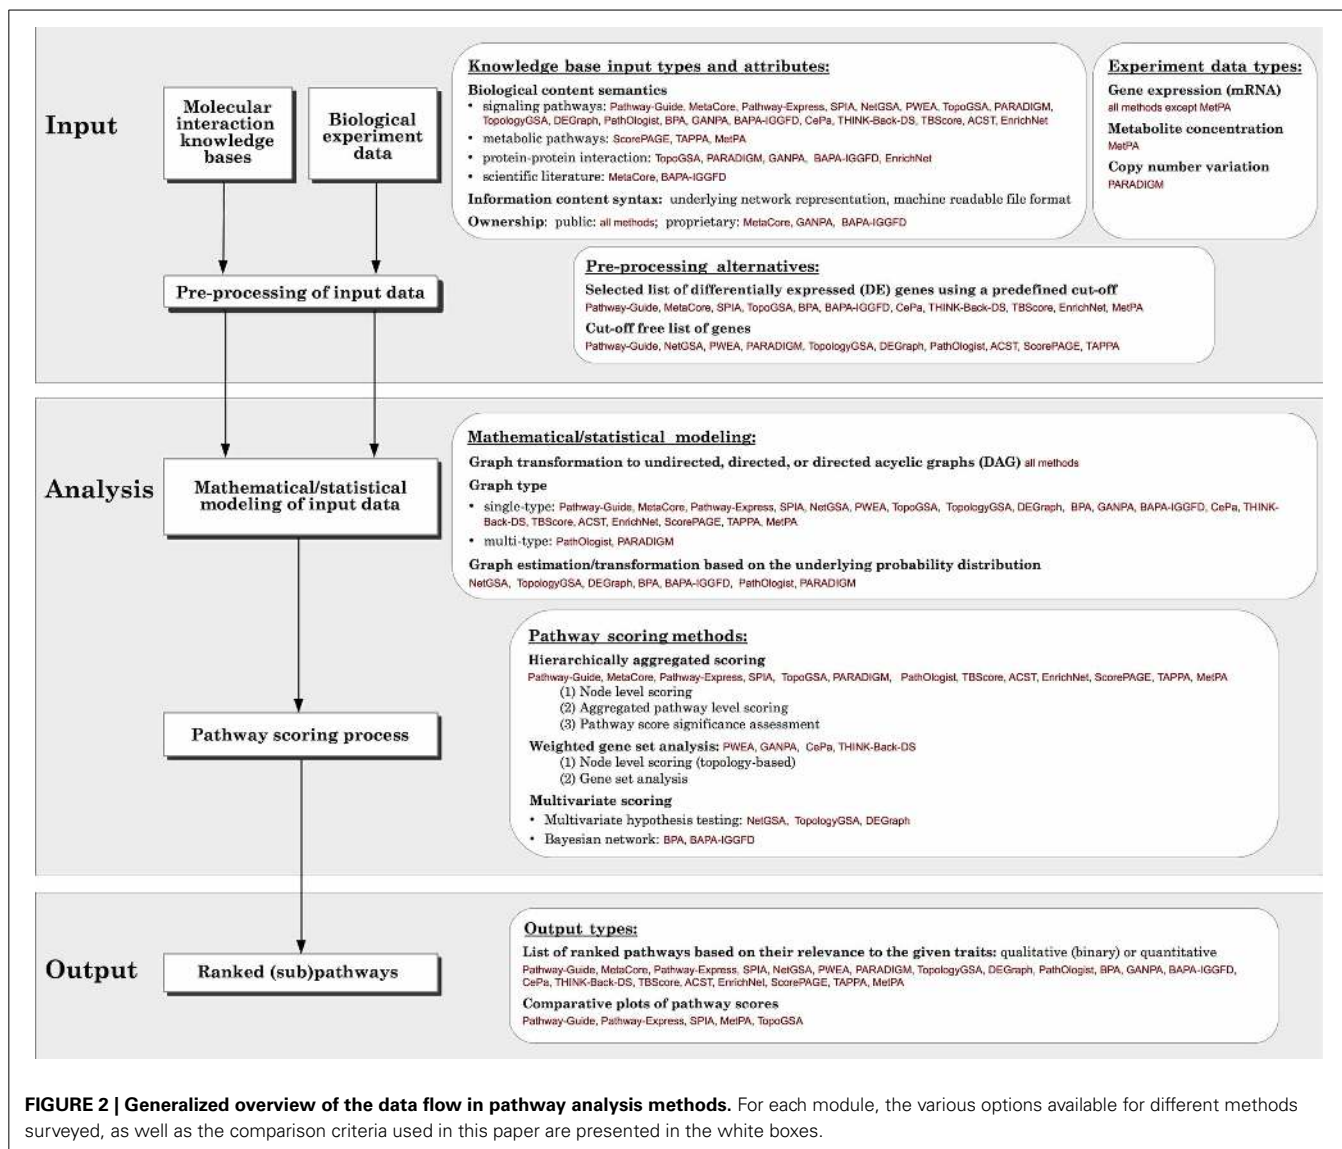 Input
Molecular
interaction
knowledge
bases
Biological
experiment
data
Pre-processing of input data
Knowledge base input types and attributes:
Biological content semantics
• signaling pathways: Pathway-Guide, MetaCore, Pathway-Express, SPIA, NetGSA, PWEA, TopoGSA, PARADIGM,
TopologyGSA, DEGraph, PathOlogist, BPA, GANPA, BAPA-IGGFD, CePa, THINK-Back-DS, TBScore, ACST, EnrichNet
• metabolic pathways: ScorePAGE, TAPPA, MetPA
• protein-protein interaction: TopoGSA, PARADIGM, GANPA, BAPA-IGGFD, EnrichNet
• scientific literature: MetaCore, BAPA-IGGFD
Information content syntax: underlying network representation, machine readable file format
Ownership: public: all methods; proprietary: MetaCore, GANPA, BAPA-IGGFD
Experiment data types:
Gene expression (mRNA)
all methods except MetPA
Metabolite concentration
MetPA
Copy number variation
PARADIGM
Pre-processing alternatives:
Selected list of differentially expressed (DE) genes using a predefined cut-off
Pathway-Guide, MetaCore, SPIA, TopoGSA, BPA, BAPA-IGGFD, CePa, THINK-Back-DS, TBScore, EnrichNet, MetPA
Cut-off free list of genes
Pathway-Guide, NetGSA, PWEA, PARADIGM, TopologyGSA, DEGraph, PathOlogist, ACST, ScorePAGE, TAPPA
Analysis
Mathematical/statistical
modeling of input data
Pathway scoring process
Mathematical/statistical modeling:
Graph transformation to undirected, directed, or directed acyclic graphs (DAG) all methods
Graph type
• single-type: Pathway-Guide, MetaCore, Pathway-Express, SPIA, NetGSA, PWEA, TopoGSA, TopologyGSA, DEGraph, BPA, GANPA, BAPA-IGGFD, CePa, THINK-
Back-DS, TBScore, ACST, EnrichNet, ScorePAGE, TAPPA, MetPA
• multi-type: PathOlogist, PARADIGM
Graph estimation/transformation based on the underlying probability distribution
NetGSA, TopologyGSA, DEGraph, BPA, BAPA-IGGFD, PathOlogist, PARADIGM
Pathway scoring methods:
Hierarchically aggregated scoring
Pathway-Guide, MetaCore, Pathway-Express, SPIA, TopoGSA, PARADIGM, PathOlogist, TBScore, ACST, EnrichNet, ScorePAGE, TAPPA, MetPA
(1) Node level scoring
(2) Aggregated pathway level scoring
(3) Pathway score significance assessment
Weighted gene set analysis: PWEA, GANPA, CePa, THINK-Back-DS
(1) Node level scoring (topology-based)
(2) Gene set analysis
Multivariate scoring
• Multivariate hypothesis testing: NetGSA, TopologyGSA, DEGraph
• Bayesian network: BPA, BAPA-IGGFD
Output
Ranked (sub)pathways
Output types:
List of ranked pathways based on their relevance to the given traits: qualitative (binary) or quantitative
Pathway-Guide, MetaCore, Pathway-Express, SPIA, NetGSA, PWEA, PARADIGM, TopologyGSA, DEGraph, PathOlogist, BPA, GANPA, BAPA-IGGFD,
CePa, THINK-Back-DS, TBScore, ACST, EnrichNet, ScorePAGE, TAPPA, MetPA
Comparative plots of pathway scores
Pathway-Guide, Pathway-Express, SPIA, MetPA, TopoGSA
FIGURE 2 | Generalized overview of the data flow in pathway analysis methods. For each module, the various options available for different methods
surveyed, as well as the comparison criteria used in this paper are presented in the white boxes.